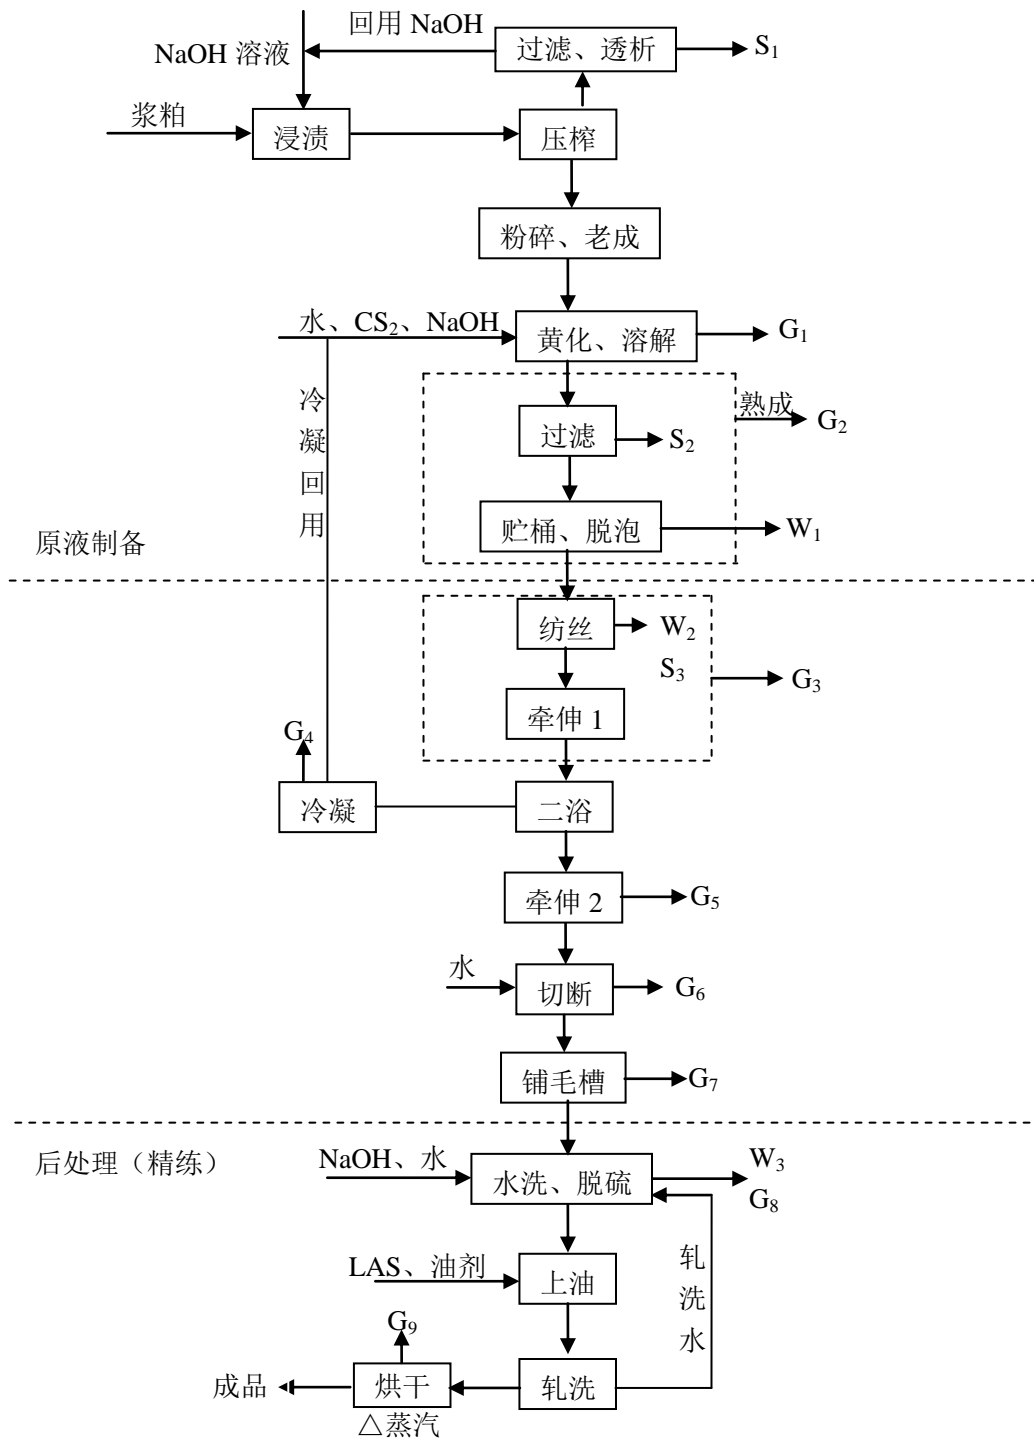 回用 NaOH
NaOH 溶液
过滤、透析
S1
浆粕
浸渍
压榨
粉碎、老成
水、CS2、NaOH
黄化、溶解
G1
冷凝回用
熟成
G2
过滤
S2
贮桶、脱泡
W1
原液制备
纺丝
W2
S3
G3
牵伸 1
G4
冷凝
二浴
牵伸 2
G5
水
切断
G6
铺毛槽
G7
后处理（精练）
NaOH、水
水洗、脱硫
W3
G8
LAS、油剂
上油
轧洗水
G9
成品
烘干
轧洗
△蒸汽